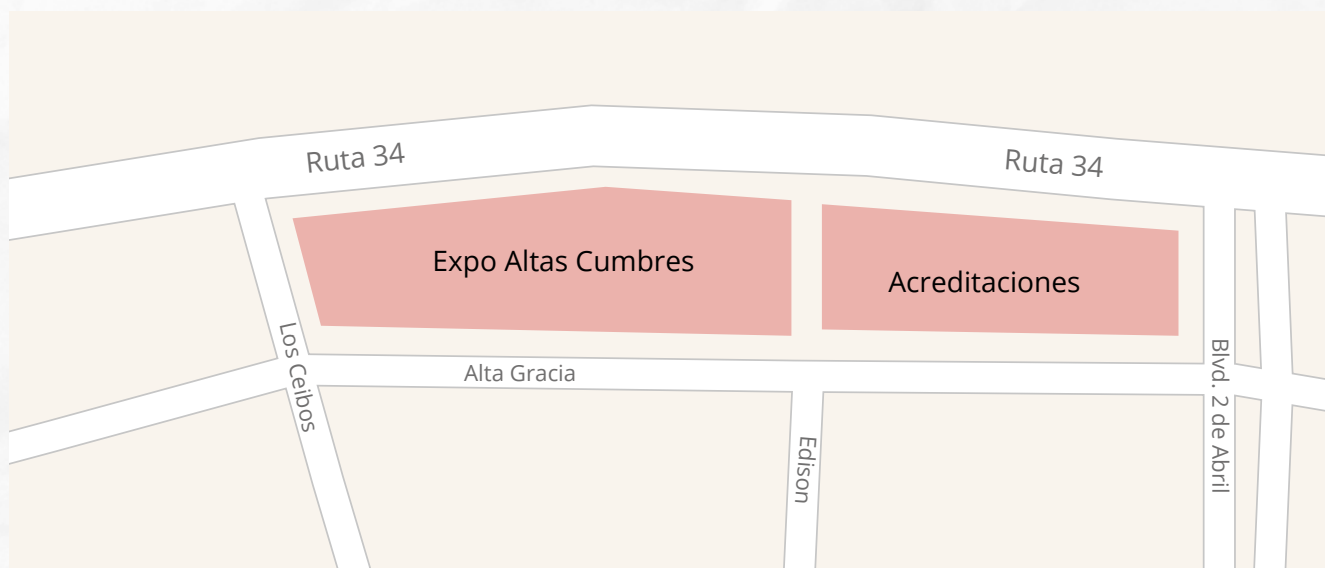 Ruta 34
Ruta 34
Expo Altas Cumbres
Acreditaciones
Los Ceibos
Alta Gracia
Blvd. 2 de Abril
Edison